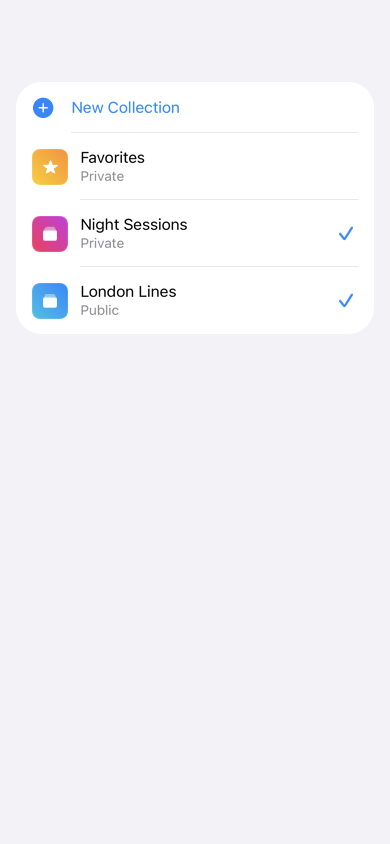 New Collection
Favorites
Private
Night Sessions
Private
London Lines
Public